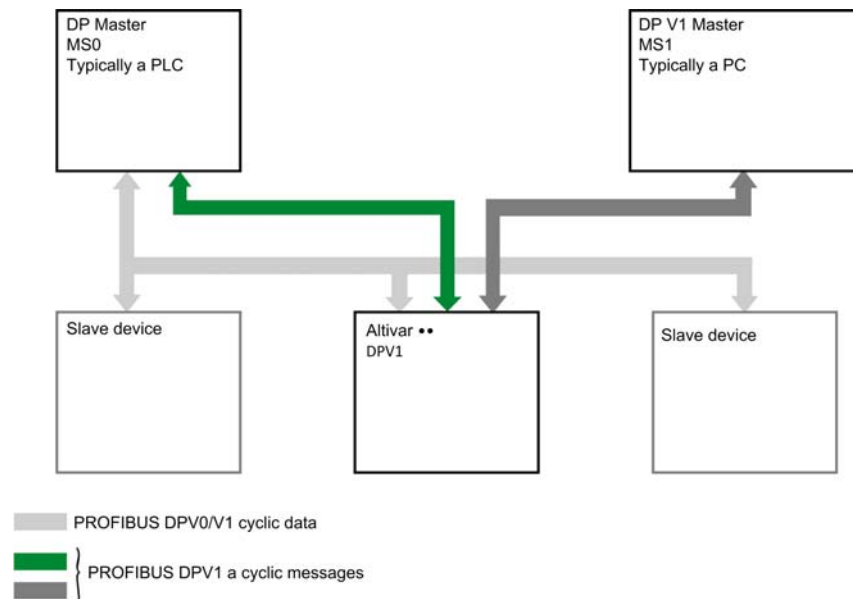 DP Master
MS0
Typically a PLC
DP V1 Master
MS1
Typically a PC
Slave device
Altivar ••
DPV1
Slave device
PROFIBUS DPV0/V1 cyclic data
PROFIBUS DPV1 a cyclic messages